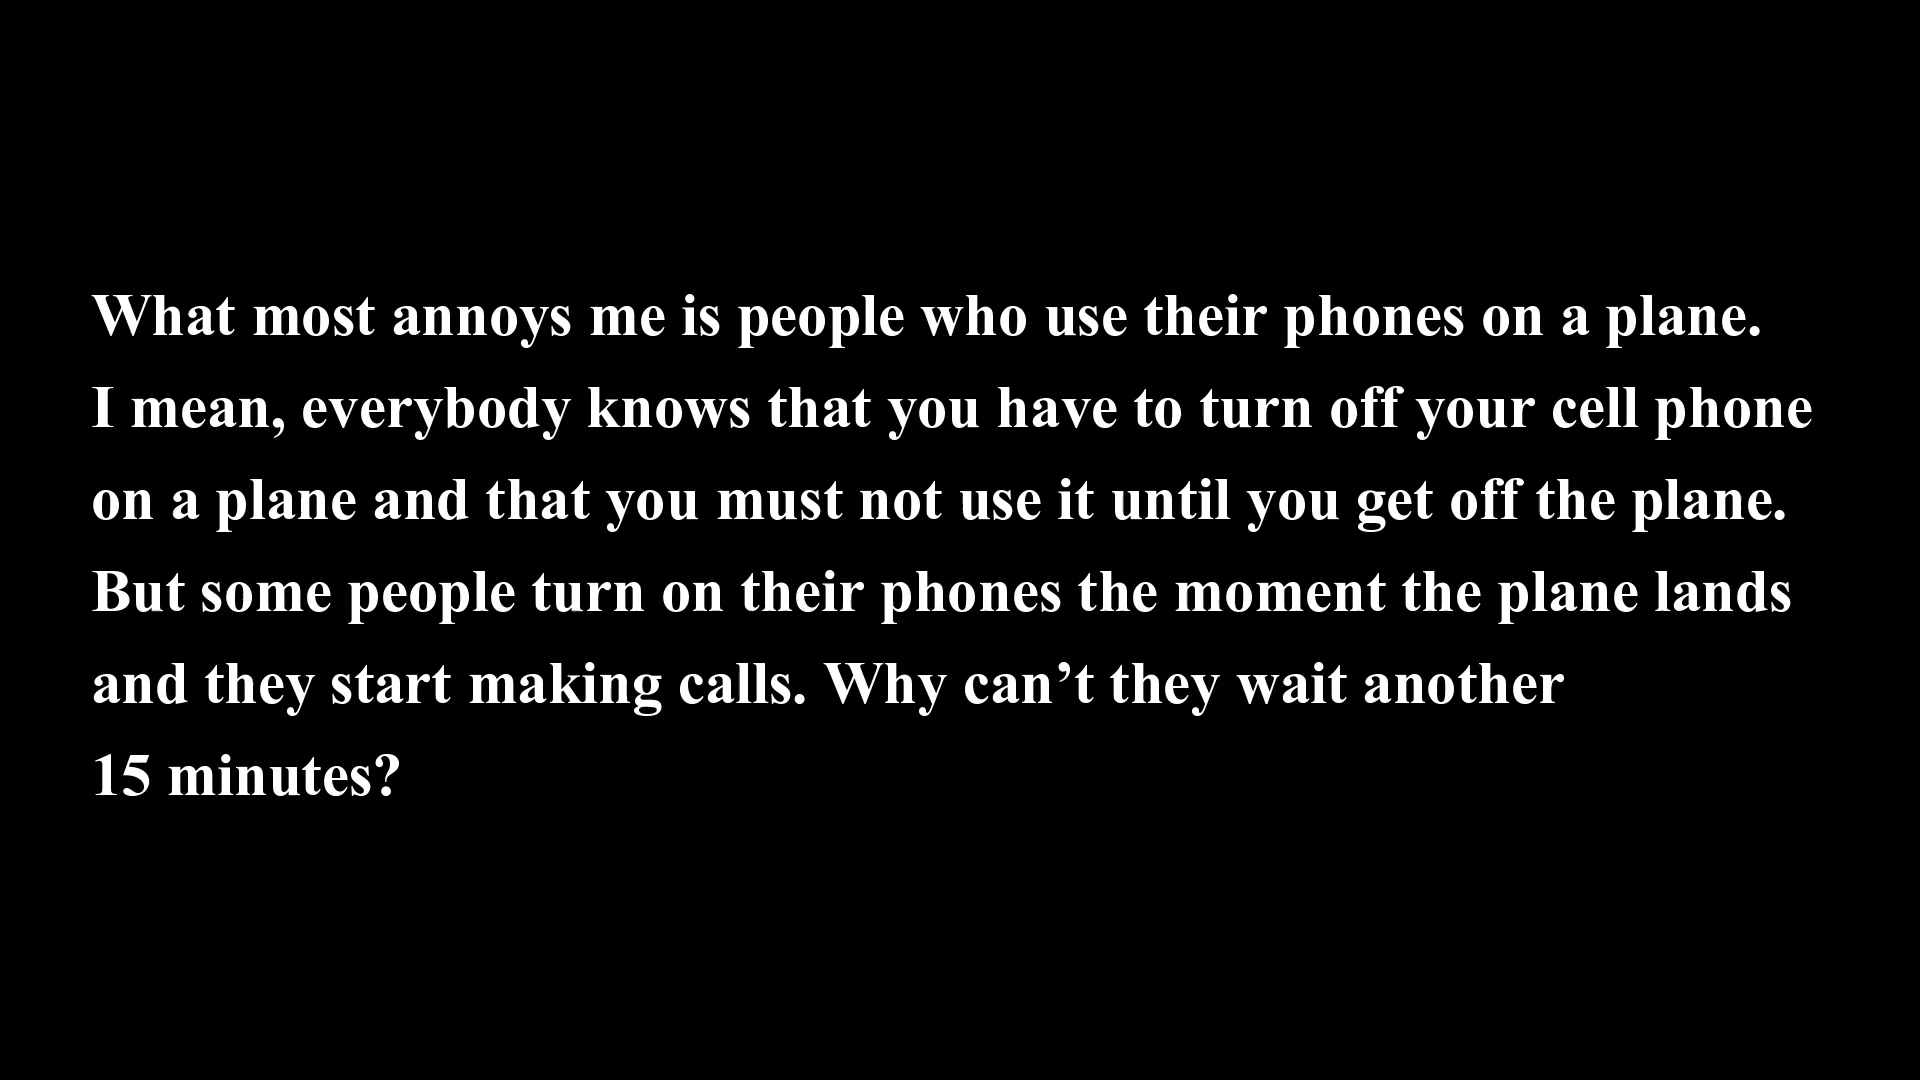 What most annoys me is people who use their phones on a plane.
I mean, everybody knows that you have to turn off your cell phone
on a plane and that you must not use it until you get off the plane.
But some people turn on their phones the moment the plane lands
and they start making calls. Why can’t they wait another
15 minutes?